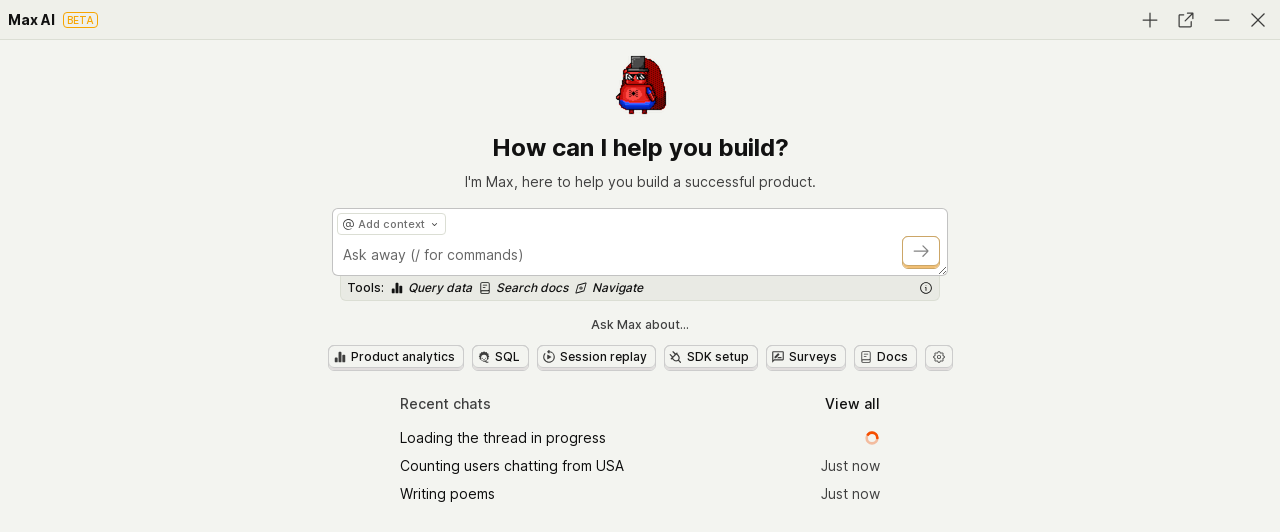 Max AI BETA
How can I help you build?
I'm Max, here to help you build a successful product.
@ Add context
Ask away (/ for commands)
Tools: Query data Search docs Navigate
Ask Max about...
Product analytics SQL Session replay SDK setup Surveys Docs
Recent chats View all
Loading the thread in progress
Counting users chatting from USA Just now
Writing poems Just now